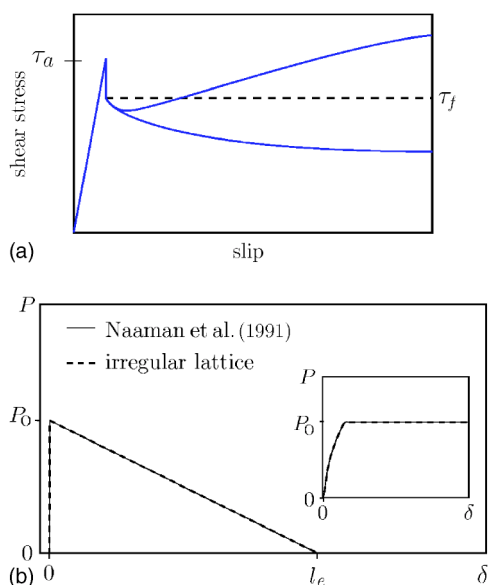 τa
shear stress
τf
(a)
slip
P
Naaman et al. (1991)
irregular lattice
P
P0
P0
0
0
δ
0
(b)
0
le
δ